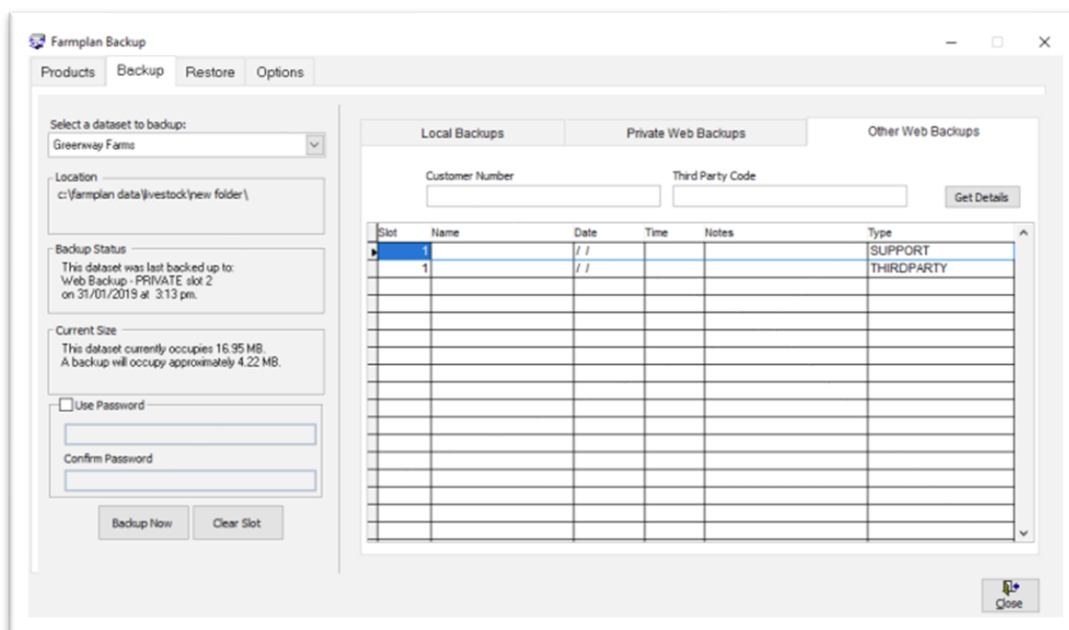 Farmplan Backup
Products Backup Restore Options
Select a dataset to backup:
Greenway Farms
Location
c:\farmplan data\livestock\new folder\
Backup Status
This dataset was last backed up to:
Web Backup - PRIVATE slot 2
on 31/01/2019 at 3:13 pm.
Current Size
This dataset currently occupies 16.95 MB.
A backup will occupy approximately 4.22 MB.
Use Password
Confirm Password
Backup Now Clear Slot
Local Backups Private Web Backups Other Web Backups
Customer Number Third Party Code
Get Details
Slot Name Date Time Notes Type
1 / / SUPPORT
1 / / THIRDPARTY
Close